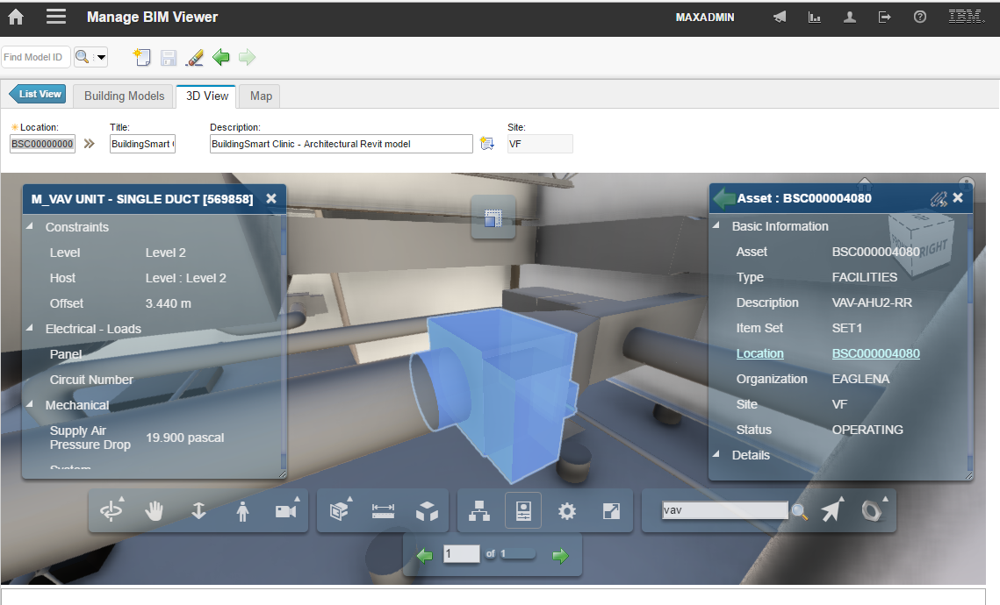 Manage BIM Viewer
MAXADMIN
IBM.
Find Model ID
List View
Building Models
3D View
Map
Location:
Title:
Description:
Site:
BSC00000000
BuildingSmart
BuildingSmart Clinic - Architectural Revit model
VF
M_VAV UNIT - SINGLE DUCT [569858]
Constraints
Level Level 2
Host Level : Level 2
Offset 3.440 m
Electrical - Loads
Panel
Circuit Number
Mechanical
Supply Air
Pressure Drop 19.900 pascal
System
Asset : BSC000004080
Basic Information
Asset BSC000004080
Type FACILITIES
Description VAV-AHU2-RR
Item Set SET1
Location BSC000004080
Organization EAGLENA
Site VF
Status OPERATING
Details
RIGHT
vav
1 of 1